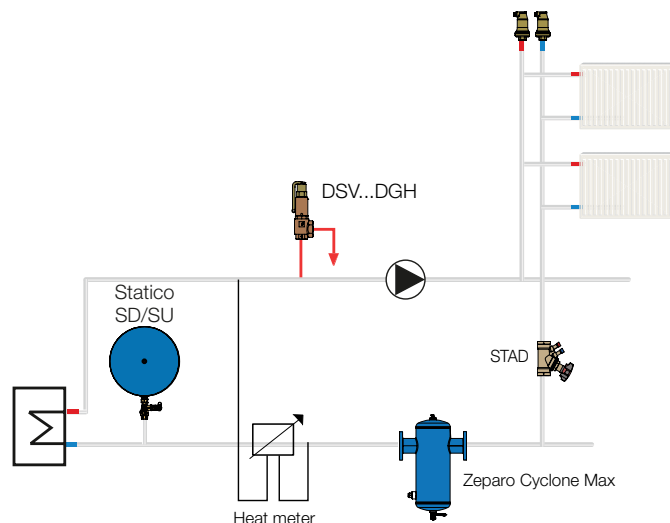 DSV...DGH
Statico
SD/SU
STAD
Zeparo Cyclone Max
Heat meter